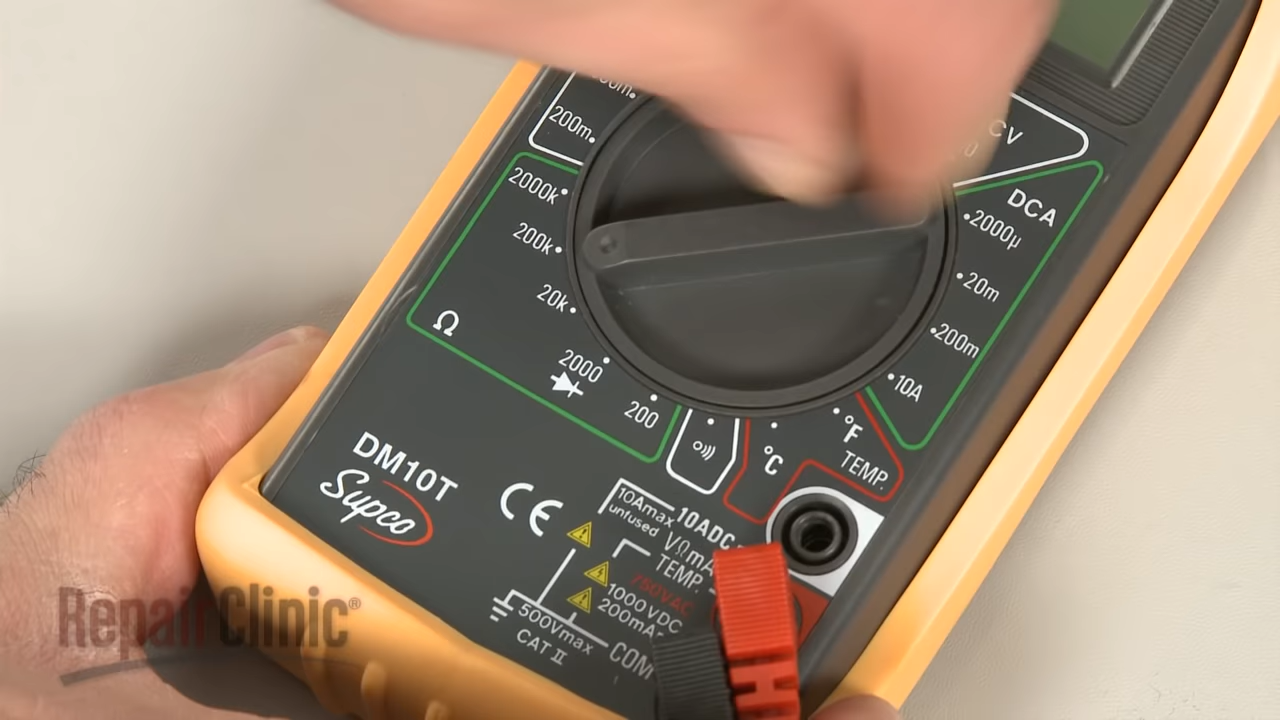 200m
2000k
200k
20k
2000
200
Ω
CV
DCA
2000µ
20m
200m
10A
°F
°C
TEMP.
DM10T
Supco
CE
10Amax
unfused
10ADC
VΩmA
TEMP.
750VAC
1000VDC
200mA
500Vmax
CAT II
COM
RepairClinic®